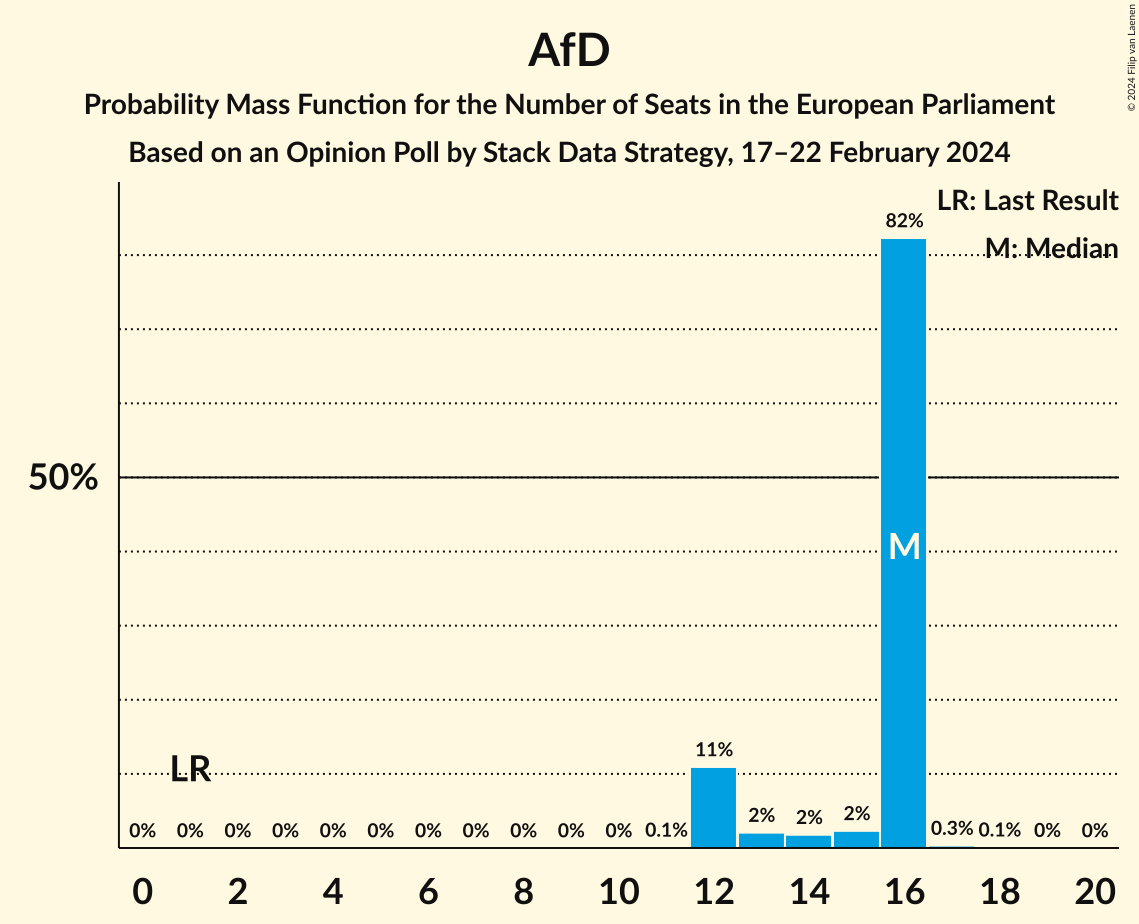 © 2024 Filip van Laenen
AfD
Probability Mass Function for the Number of Seats in the European Parliament
Based on an Opinion Poll by Stack Data Strategy, 17–22 February 2024
LR: Last Result
M: Median
82%
50%
M
LR
11%
0% 0% 0% 0% 0% 0% 0% 0% 0% 0% 0% 0.1% 2% 2% 2% 0.3% 0.1% 0% 0%
0 2 4 6 8 10 12 14 16 18 20